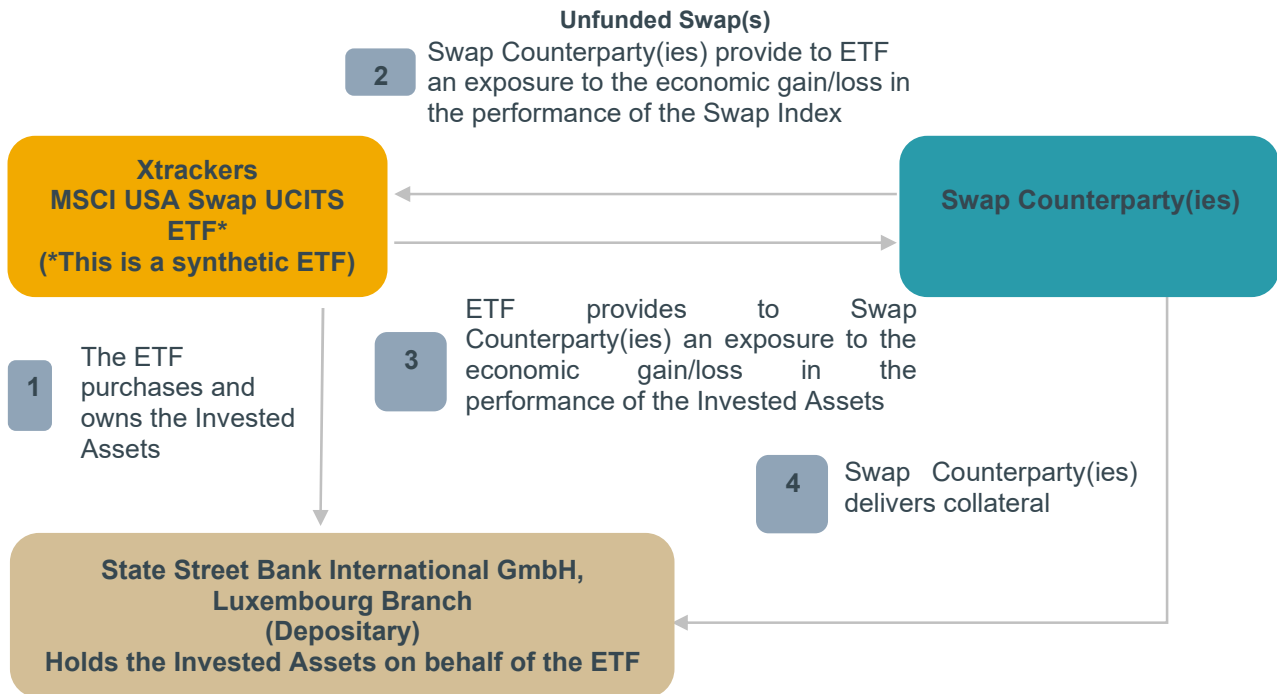 Unfunded Swap(s)
2
Swap Counterparty(ies) provide to ETF
an exposure to the economic gain/loss in
the performance of the Swap Index
Xtrackers
MSCI USA Swap UCITS
ETF*
(*This is a synthetic ETF)
Swap Counterparty(ies)
1
The ETF
purchases and
owns the Invested
Assets
3
ETF provides to Swap
Counterparty(ies) an exposure to the
economic gain/loss in the
performance of the Invested Assets
4
Swap Counterparty(ies)
delivers collateral
State Street Bank International GmbH,
Luxembourg Branch
(Depositary)
Holds the Invested Assets on behalf of the ETF